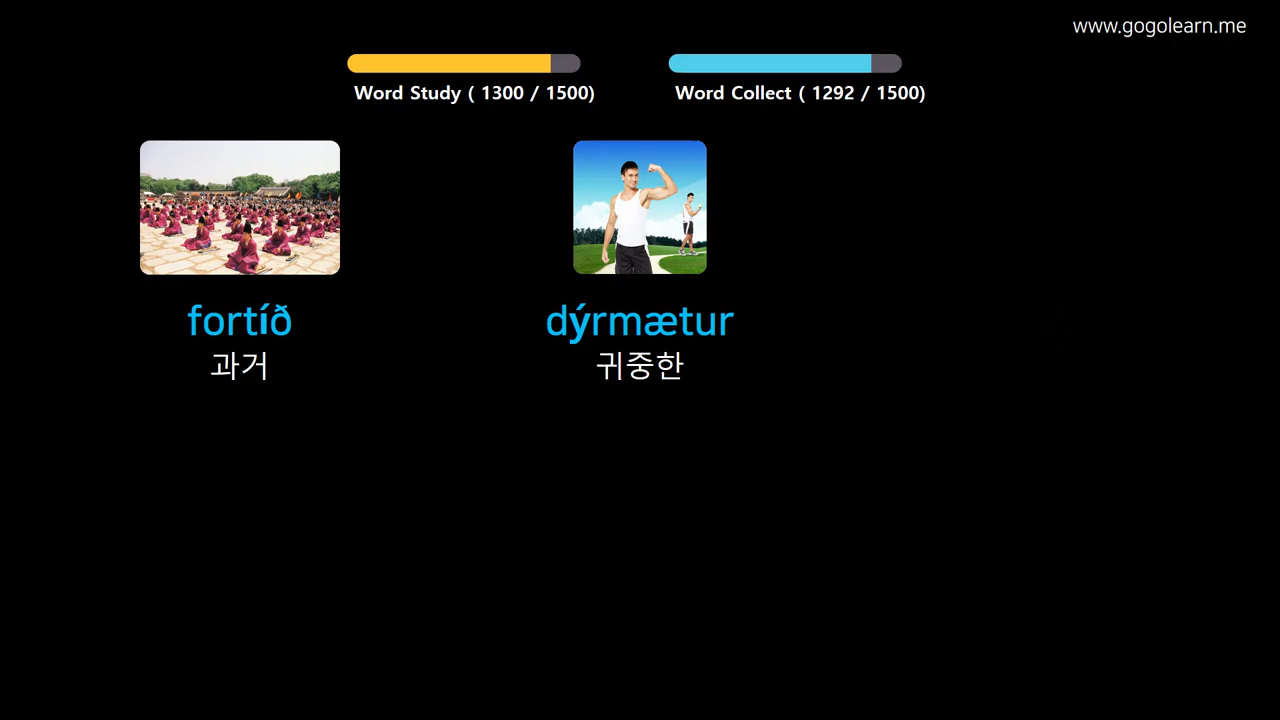 www.gogolearn.me
Word Study ( 1300 / 1500)
Word Collect ( 1292 / 1500)
fortíð
과거
dýrmætur
귀중한